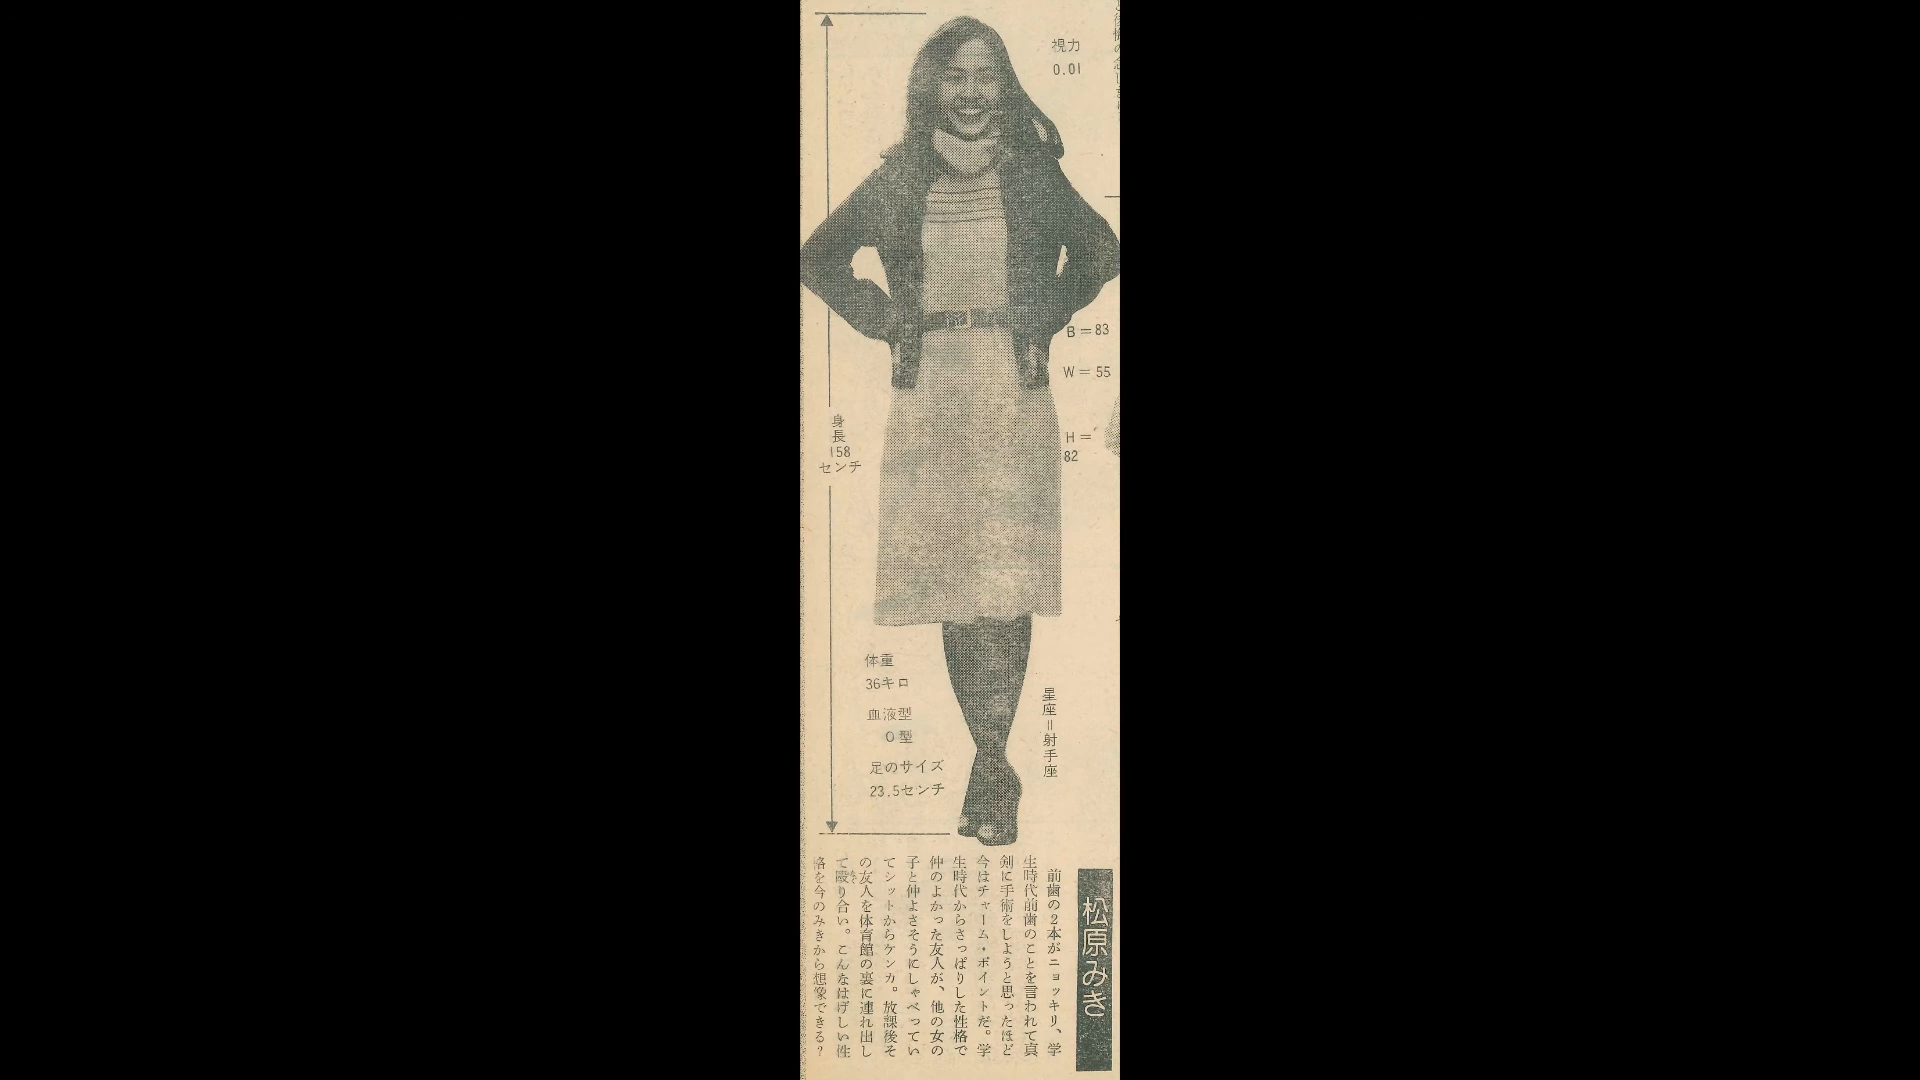 視力
0.01
B=83
W=55
H=
82
身
長
158
センチ
体重
36キロ
血液型
O型
足のサイズ
23.5センチ
星座=射手座
松原みき
前歯の2本がニョッキリ、学
生時代前歯のことを言われて真
剣に手術をしようと思ったほど
今はチャーム・ポイントだ。学
生時代からさっぱりした性格で
仲のよかった友人が、他の女の
子と仲よさそうにしゃべってい
てシットからケンカ。放課後そ
の友人を体育館の裏に連れ出し
て殴り合い。こんなはげしい性
格を今のみきから想像できる?